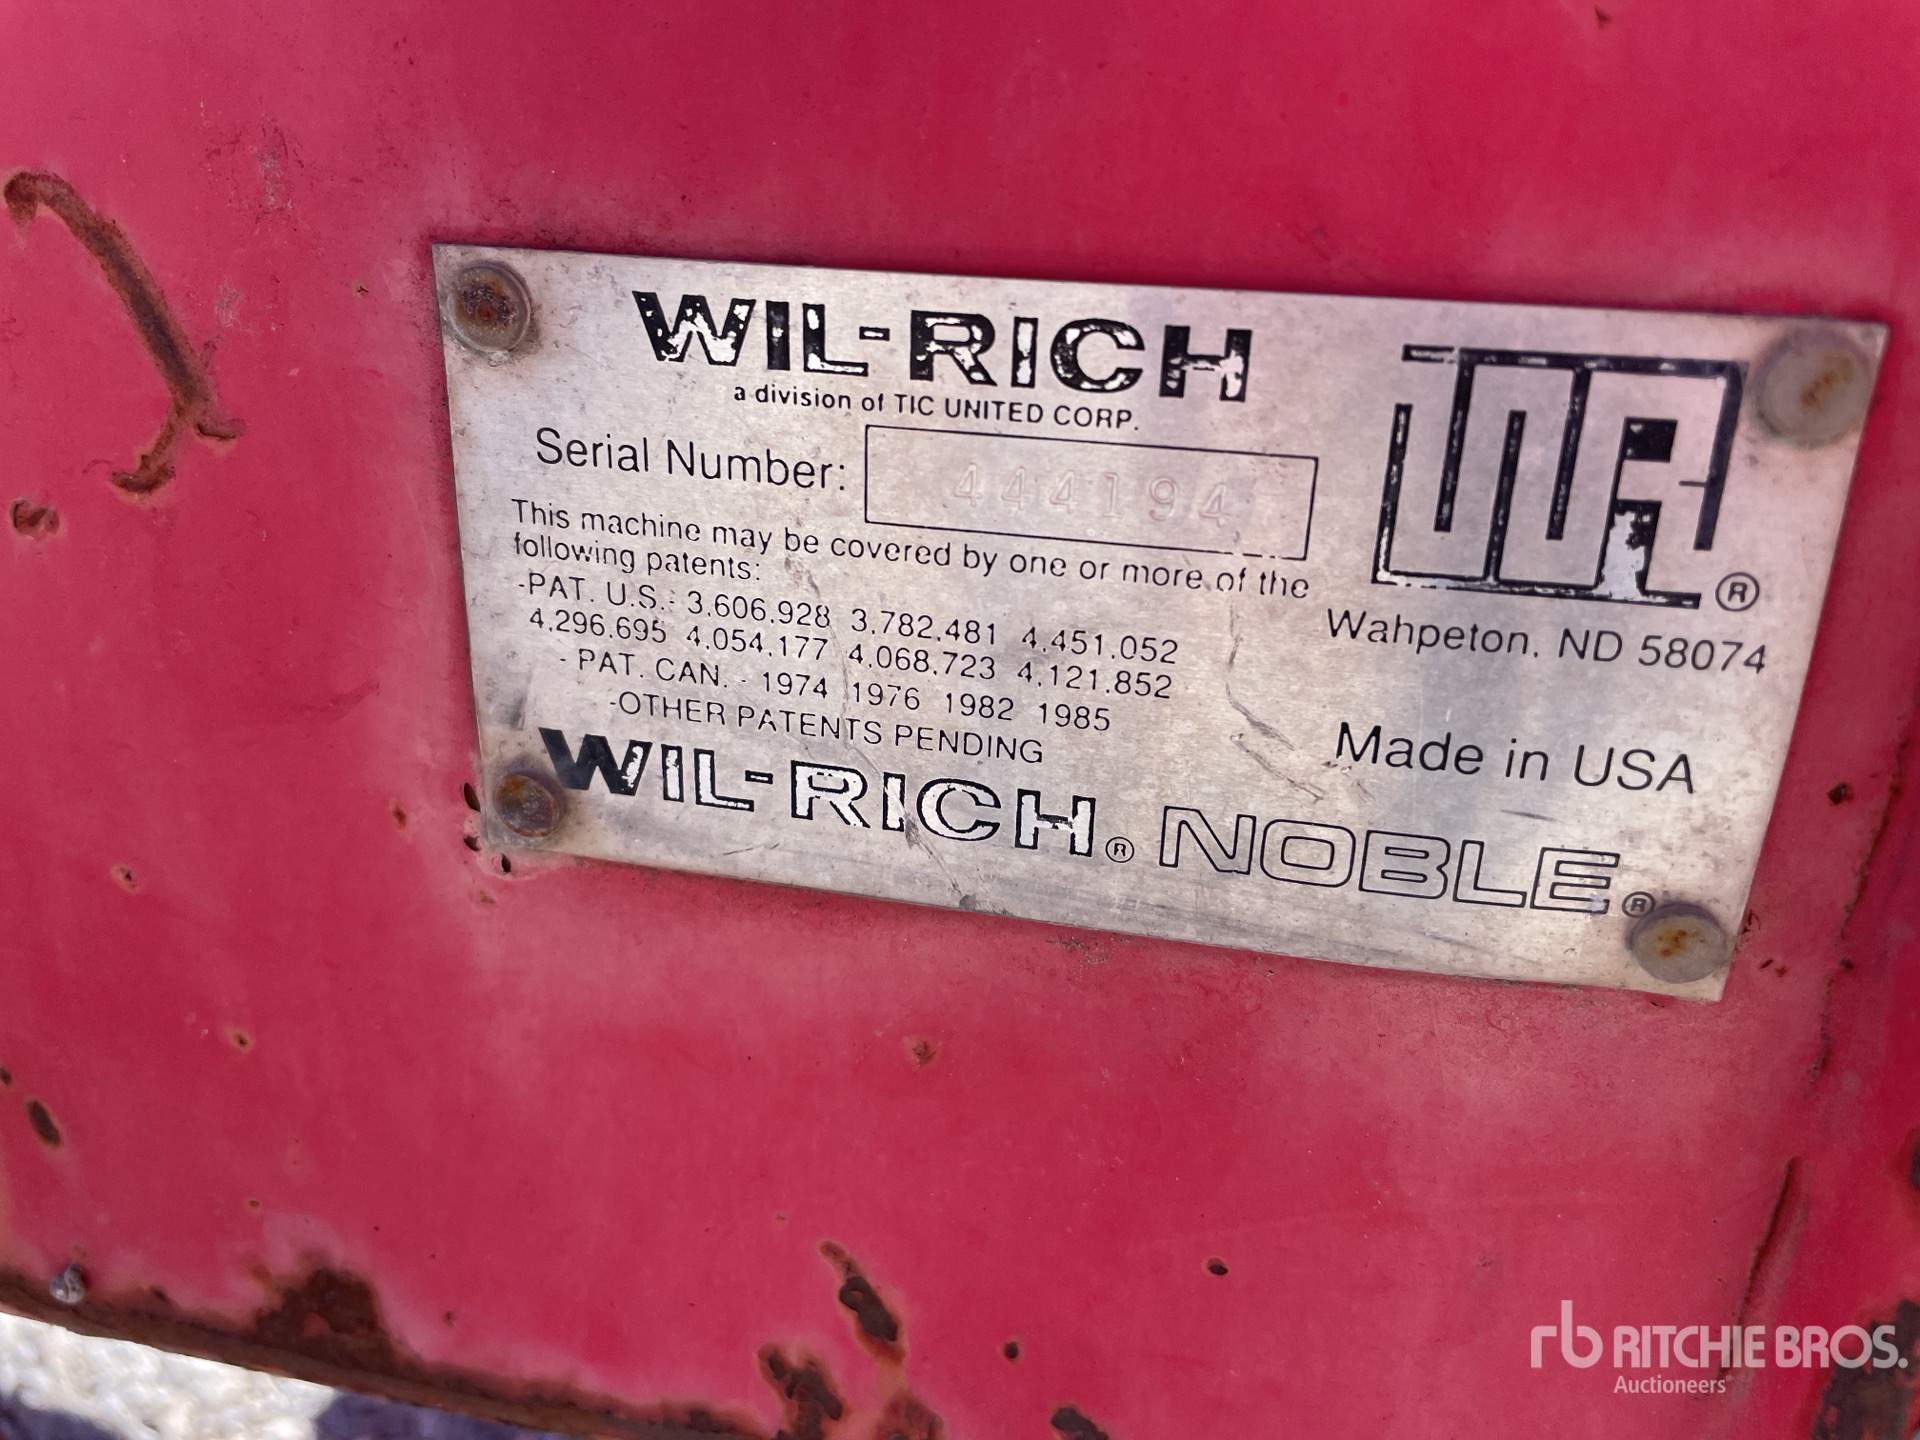 WIL-RICH
a division of TIC UNITED CORP.
Serial Number: 444194
This machine may be covered by one or more of the
following patents:
-PAT. U.S.: 3.606.928 3.782.481 4.451.052
4.296.695 4.054.177 4.068.723 4.121.852
- PAT. CAN. - 1974 1976 1982 1985
-OTHER PATENTS PENDING
WIL-RICH® NOBLE®
WR®
Wahpeton, ND 58074
Made in USA
rb RITCHIE BROS.
Auctioneers